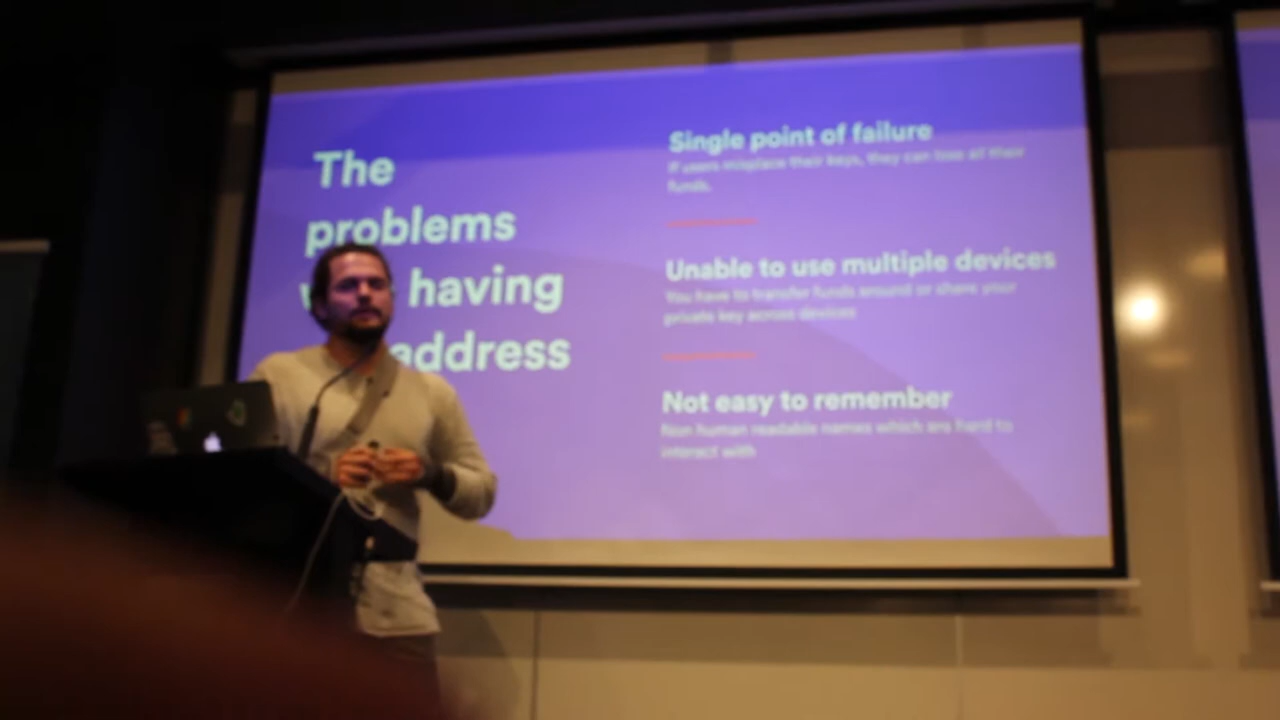 The
problems
having
address
Single point of failure
If users misplace their keys, they can lose all their
funds.
Unable to use multiple devices
You have to transfer funds around or share your
private key across devices
Not easy to remember
Non human readable names which are hard to
interact with